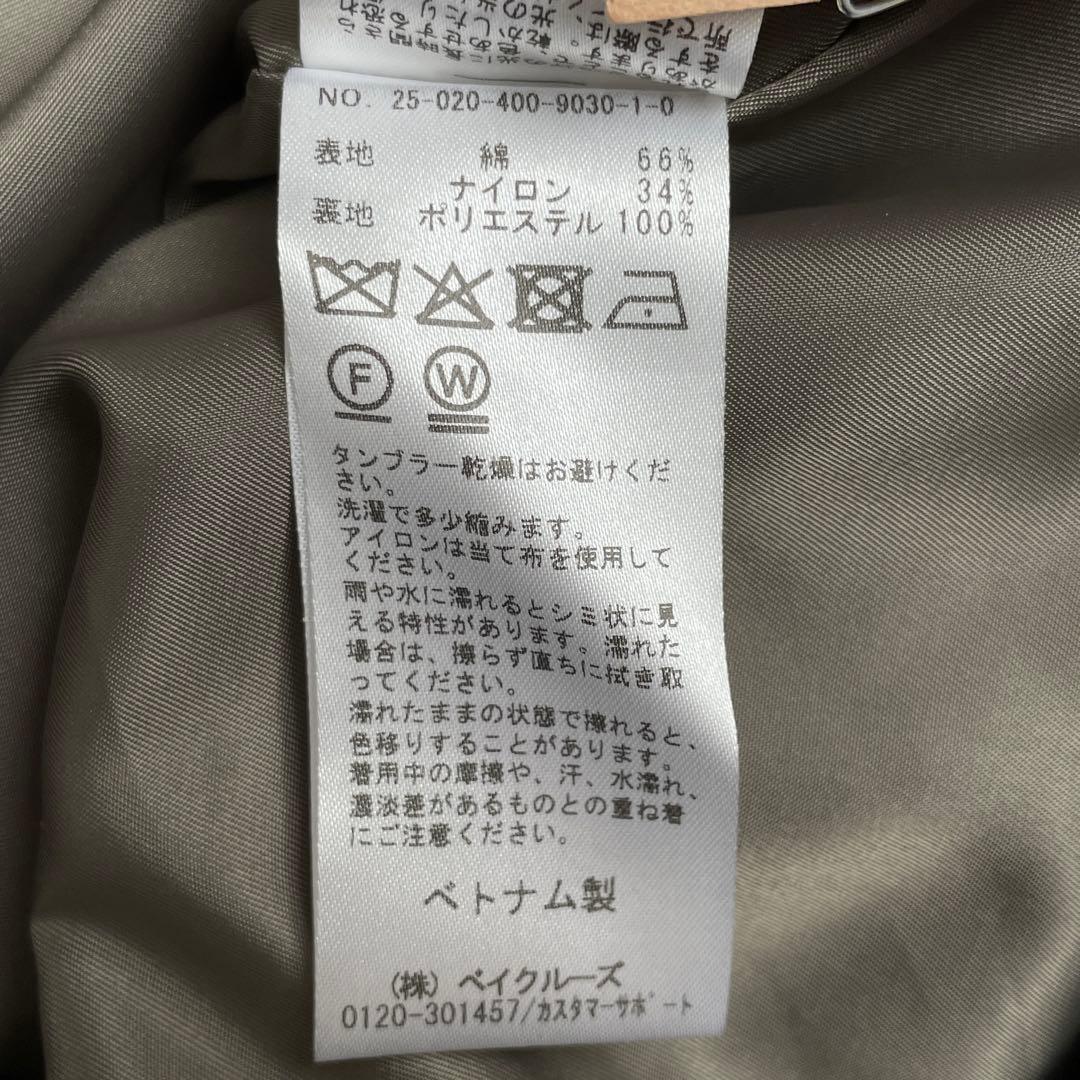 NO. 25-020-400-9030-1-0
表地 綿 66%
ナイロン 34%
裏地 ポリエステル 100%
F W
タンブラー乾燥はお避けくだ
さい。
洗濯で多少縮みます。
アイロンは当て布を使用して
ください。
雨や水に濡れるとシミ状に見
える特性があります。濡れた
場合は、擦らず直ちに拭き取
ってください。
濡れたままの状態で擦れると、
色移りすることがあります。
着用中の摩擦や、汗、水濡れ、
濃淡差があるものとの重ね着
にご注意ください。
ベトナム製
(株) ベイクルーズ
0120-301457/カスタマーサポート